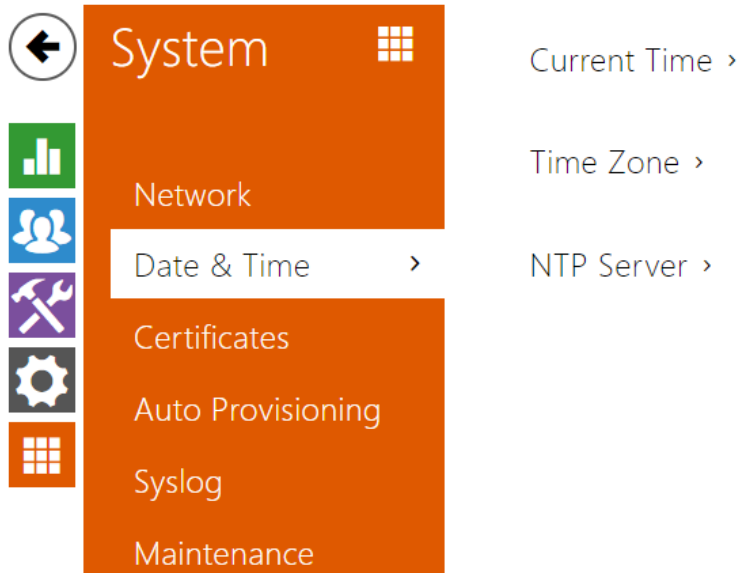 System
Network
Date & Time
Certificates
Auto Provisioning
Syslog
Maintenance
Current Time
Time Zone
NTP Server